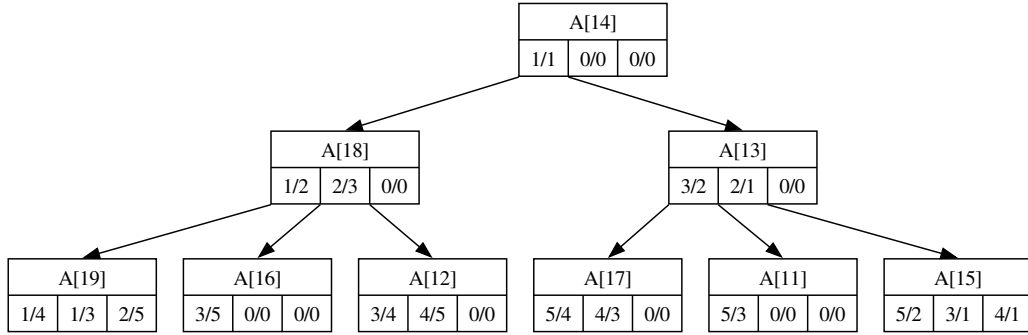 A[14]
1/1 0/0 0/0
A[18] A[13]
1/2 2/3 0/0 3/2 2/1 0/0
A[19] A[16] A[12] A[17] A[11] A[15]
1/4 1/3 2/5 3/5 0/0 0/0 3/4 4/5 0/0 5/4 4/3 0/0 5/3 0/0 0/0 5/2 3/1 4/1